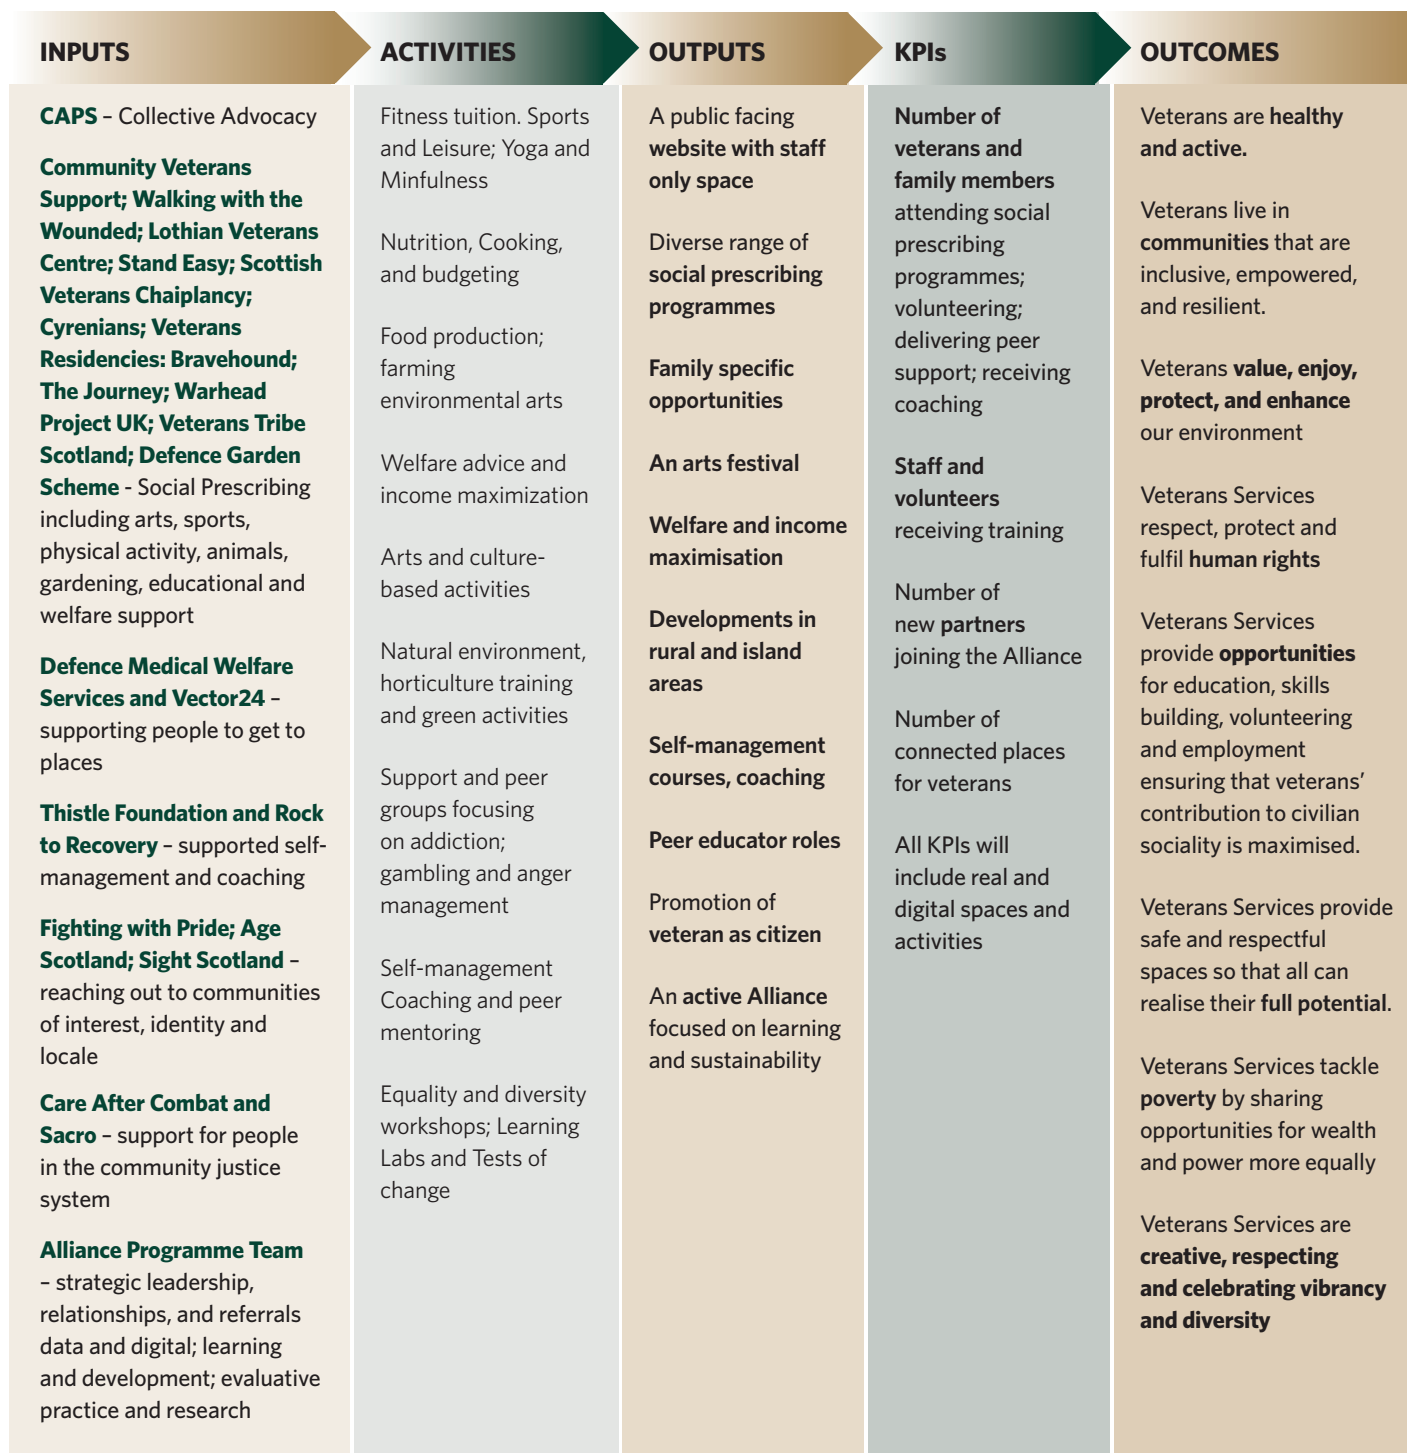 INPUTS
CAPS – Collective Advocacy
Community Veterans
Support; Walking with the
Wounded; Lothian Veterans
Centre; Stand Easy; Scottish
Veterans Chaiplancy;
Cyrenians; Veterans
Residencies: Bravehound;
The Journey; Warhead
Project UK; Veterans Tribe
Scotland; Defence Garden
Scheme - Social Prescribing
including arts, sports,
physical activity, animals,
gardening, educational and
welfare support
Defence Medical Welfare
Services and Vector24 –
supporting people to get to
places
Thistle Foundation and Rock
to Recovery – supported self-
management and coaching
Fighting with Pride; Age
Scotland; Sight Scotland –
reaching out to communities
of interest, identity and
locale
Care After Combat and
Sacro – support for people
in the community justice
system
Alliance Programme Team
– strategic leadership,
relationships, and referrals
data and digital; learning
and development; evaluative
practice and research
ACTIVITIES
Fitness tuition. Sports
and Leisure; Yoga and
Minfulness
Nutrition, Cooking,
and budgeting
Food production;
farming
environmental arts
Welfare advice and
income maximization
Arts and culture-
based activities
Natural environment,
horticulture training
and green activities
Support and peer
groups focusing
on addiction;
gambling and anger
management
Self-management
Coaching and peer
mentoring
Equality and diversity
workshops; Learning
Labs and Tests of
change
OUTPUTS
A public facing
website with staff
only space
Diverse range of
social prescribing
programmes
Family specific
opportunities
An arts festival
Welfare and income
maximisation
Developments in
rural and island
areas
Self-management
courses, coaching
Peer educator roles
Promotion of
veteran as citizen
An active Alliance
focused on learning
and sustainability
KPIs
Number of
veterans and
family members
attending social
prescribing
programmes;
volunteering;
delivering peer
support; receiving
coaching
Staff and
volunteers
receiving training
Number of
new partners
joining the Alliance
Number of
connected places
for veterans
All KPIs will
include real and
digital spaces and
activities
OUTCOMES
Veterans are healthy
and active.
Veterans live in
communities that are
inclusive, empowered,
and resilient.
Veterans value, enjoy,
protect, and enhance
our environment
Veterans Services
respect, protect and
fulfil human rights
Veterans Services
provide opportunities
for education, skills
building, volunteering
and employment
ensuring that veterans’
contribution to civilian
sociality is maximised.
Veterans Services provide
safe and respectful
spaces so that all can
realise their full potential.
Veterans Services tackle
poverty by sharing
opportunities for wealth
and power more equally
Veterans Services are
creative, respecting
and celebrating vibrancy
and diversity